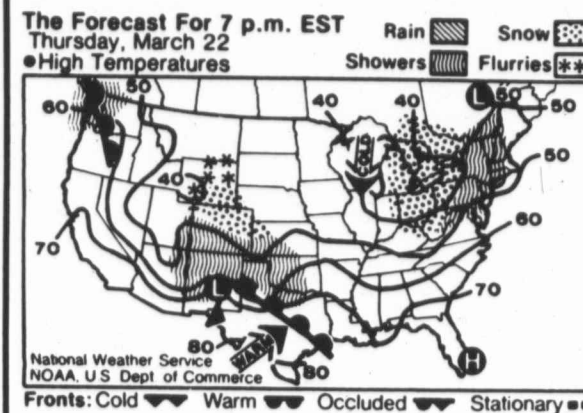 The Forecast For 7 p.m. EST
Thursday, March 22
High Temperatures
Rain Snow
Showers Flurries
60 50 40 40 L 50 50
COLD
40 50
70 60
L 70
80 WARM 80 H
National Weather Service
NOAA, U S Dept of Commerce
Fronts: Cold Warm Occluded Stationary